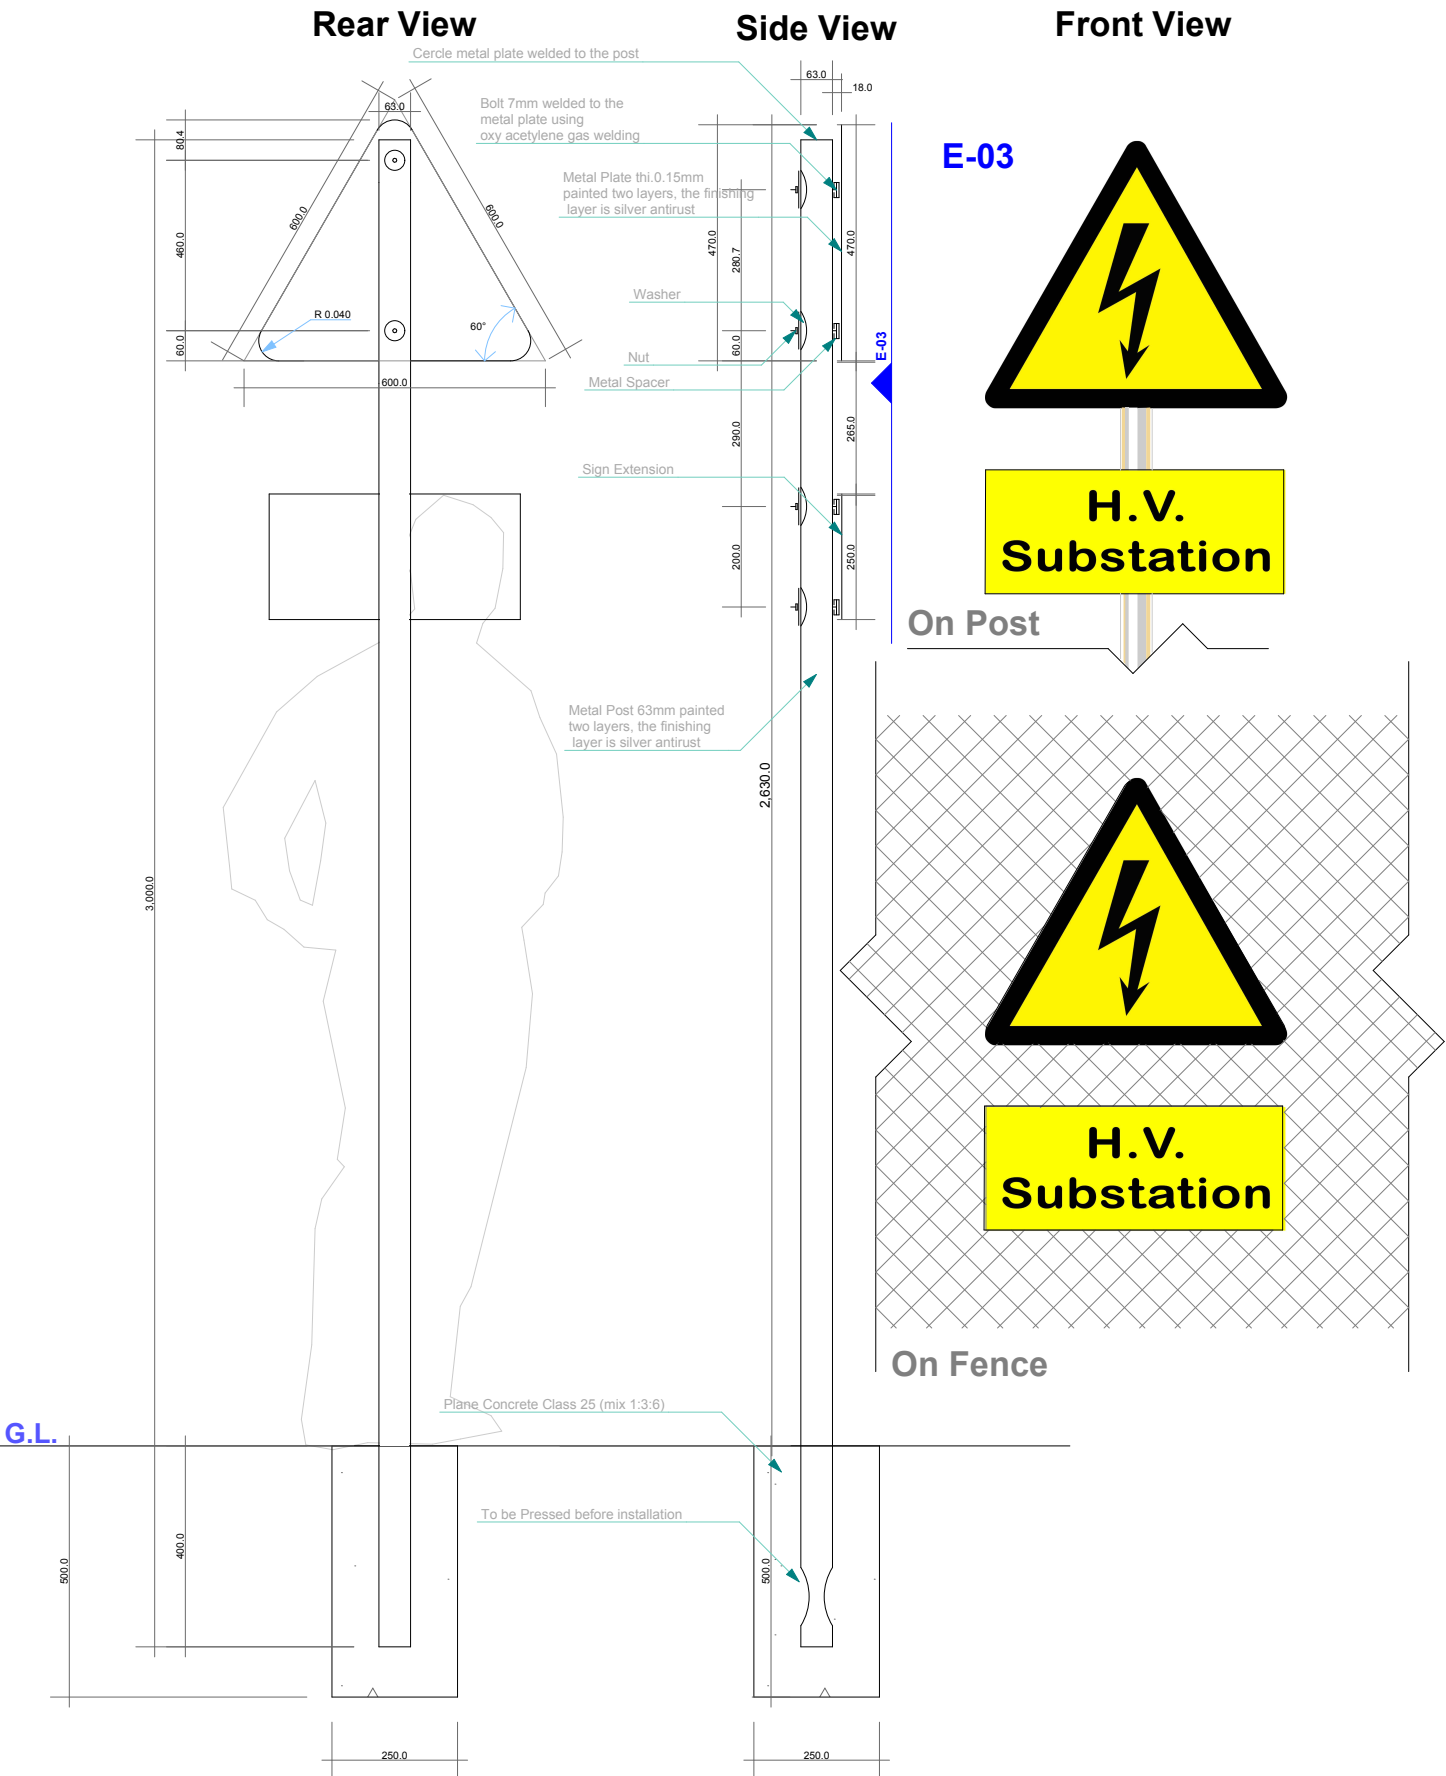 Rear View
Side View
Front View
Cercle metal plate welded to the post
Bolt 7mm welded to the
metal plate using
oxy acetylene gas welding
Metal Plate thi.0.15mm
painted two layers, the finishing
layer is silver antirust
Washer
Nut
Metal Spacer
Sign Extension
Metal Post 63mm painted
two layers, the finishing
layer is silver antirust
Plane Concrete Class 25 (mix 1:3:6)
To be Pressed before installation
63.0
80.4
460.0
60.0
600.0
600.0
600.0
R 0.040
60°
3,000.0
400.0
500.0
250.0
G.L.
63.0
18.0
470.0
280.7
60.0
290.0
200.0
470.0
265.0
250.0
2,630.0
500.0
250.0
E-03
E-03
H.V.
Substation
On Post
H.V.
Substation
On Fence